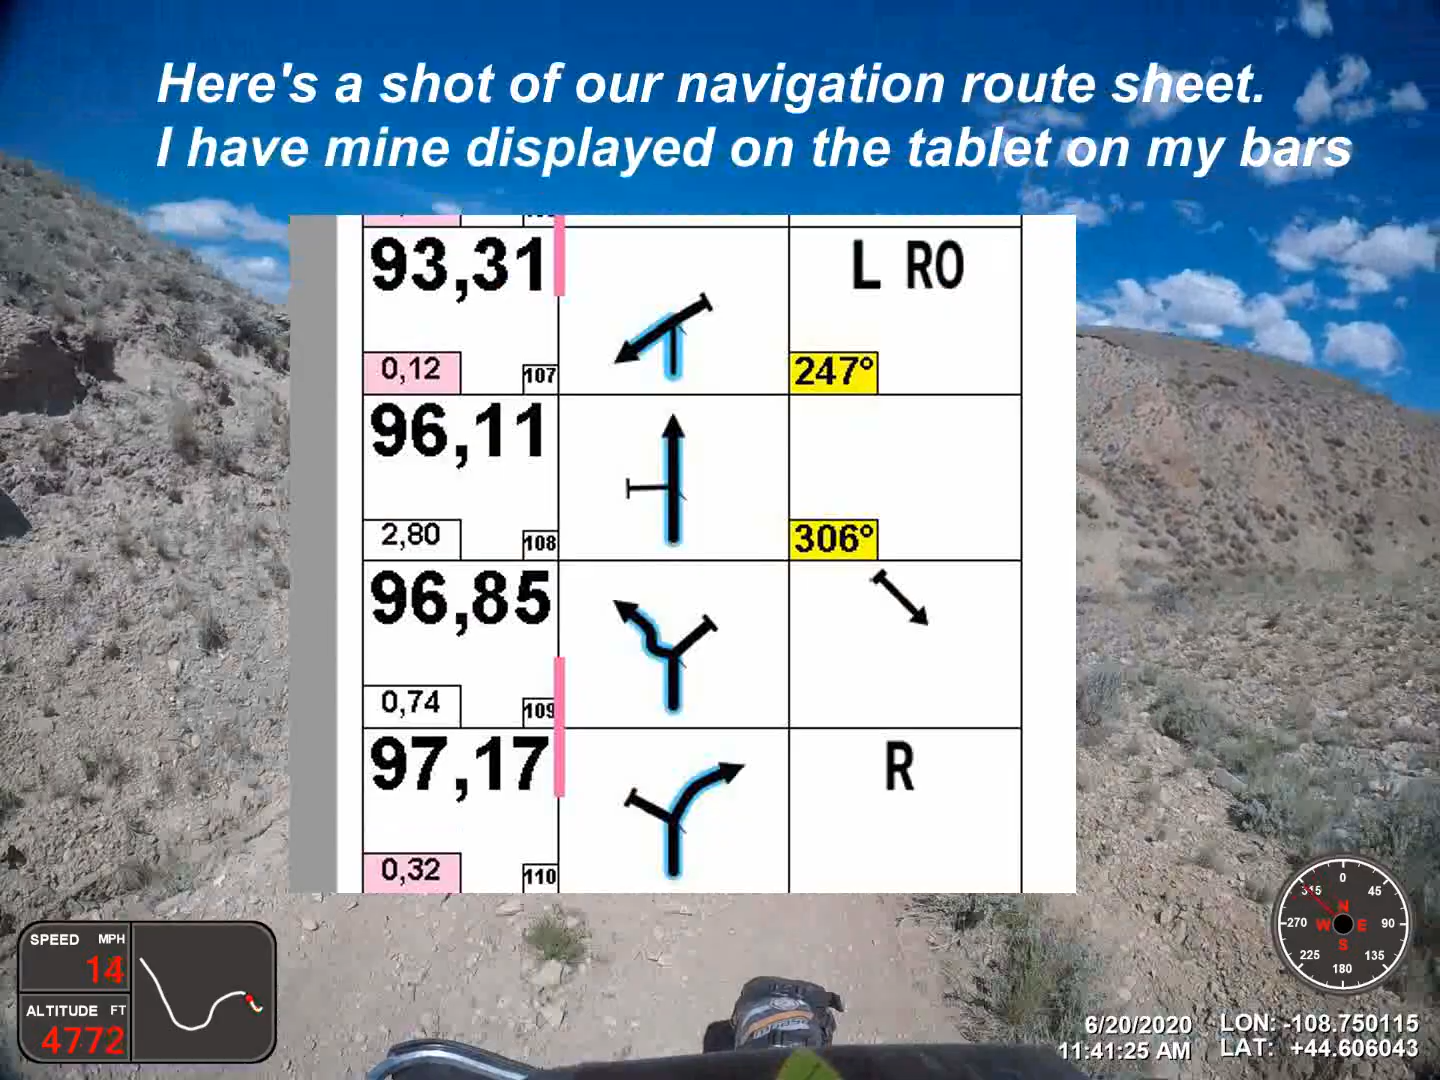 Here's a shot of our navigation route sheet.
I have mine displayed on the tablet on my bars
93,31
L RO
0,12
107
247°
96,11
2,80
108
306°
96,85
0,74
109
97,17
R
0,32
110
SPEED MPH
14
ALTITUDE FT
4772
0
315 45
N
270 W E 90
S
225 135
180
6/20/2020 LON: -108.750115
11:41:25 AM LAT: +44.606043